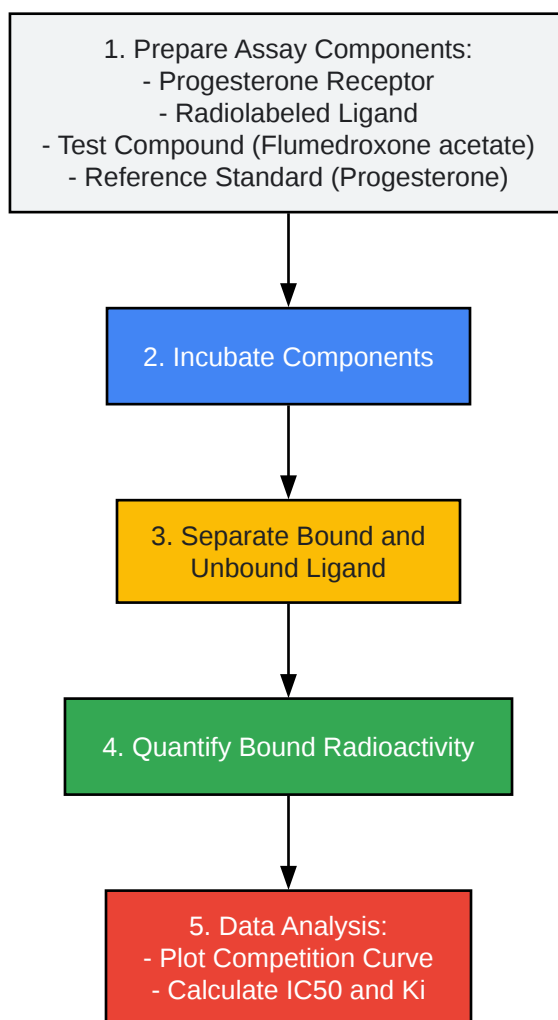 1. Prepare Assay Components:
- Progesterone Receptor
- Radiolabeled Ligand
- Test Compound (Flumedroxone acetate)
- Reference Standard (Progesterone)
2. Incubate Components
3. Separate Bound and
Unbound Ligand
4. Quantify Bound Radioactivity
5. Data Analysis:
- Plot Competition Curve
- Calculate IC50 and Ki